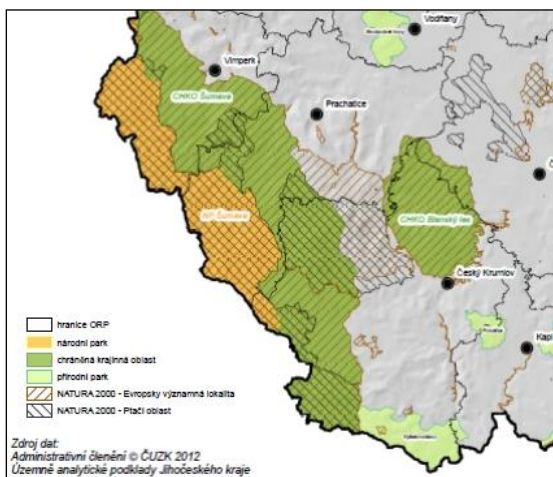 Vodňany
Vimperk
CHKO Šumava
Prachatice
NP Šumava
CHKO Blanský les
Český Krumlov
Kapl
hranice ORP
národní park
chráněná krajinná oblast
přírodní park
NATURA 2000 - Evropsky významná lokalita
NATURA 2000 - Ptačí oblast
Zdroj dat:
Administrativní členění © ČUZK 2012
Územně analytické podklady Jihočeského kraje